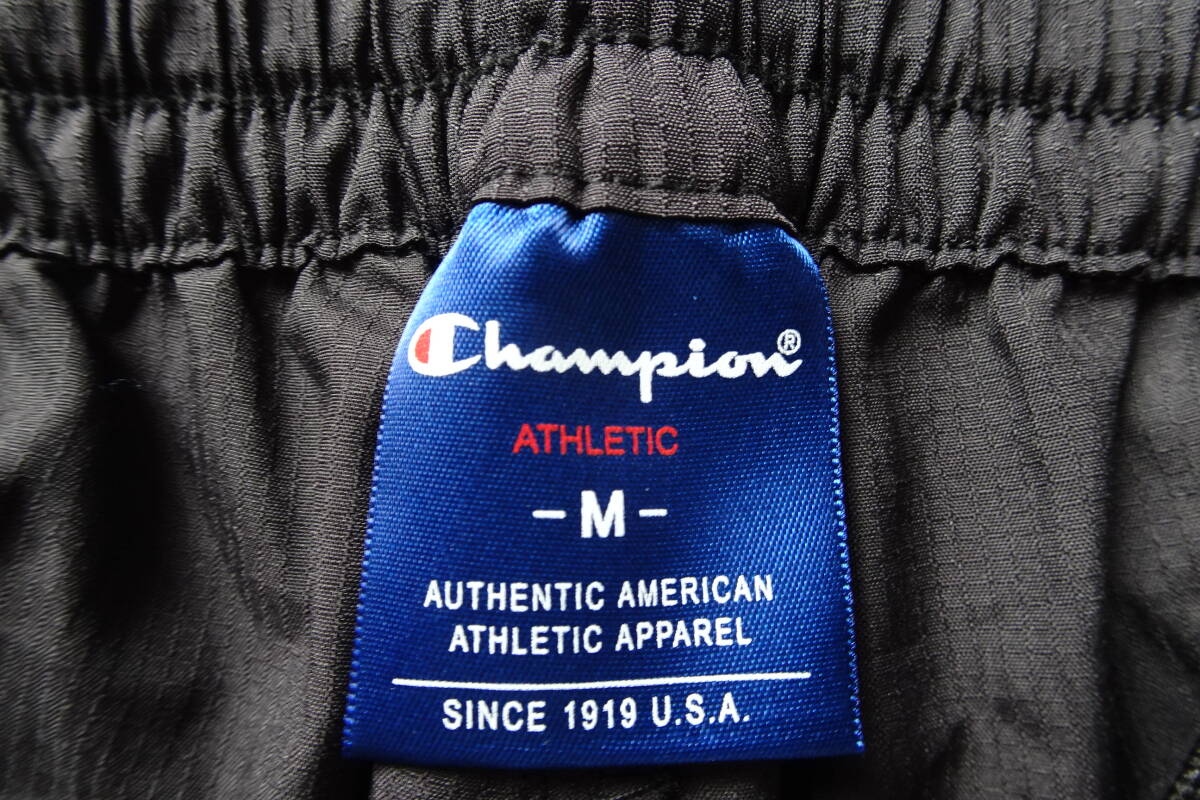 Champion®
ATHLETIC
- M -
AUTHENTIC AMERICAN
ATHLETIC APPAREL
SINCE 1919 U.S.A.